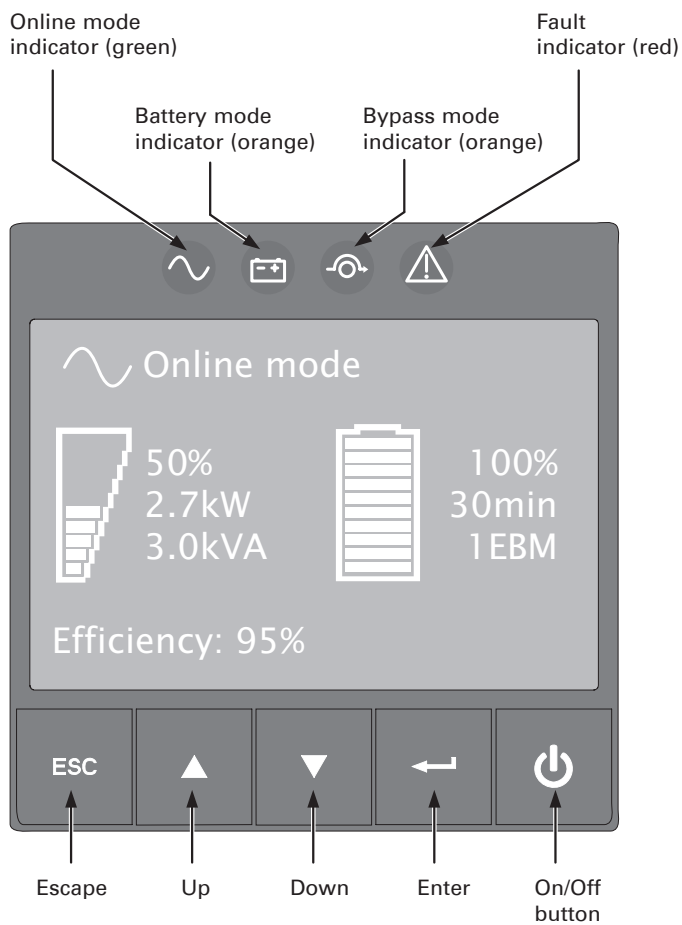 Online mode
indicator (green)
Fault
indicator (red)
Battery mode
indicator (orange)
Bypass mode
indicator (orange)
Online mode
50%
2.7kW
3.0kVA
100%
30min
1EBM
Efficiency: 95%
ESC
Escape
Up
Down
Enter
On/Off
button